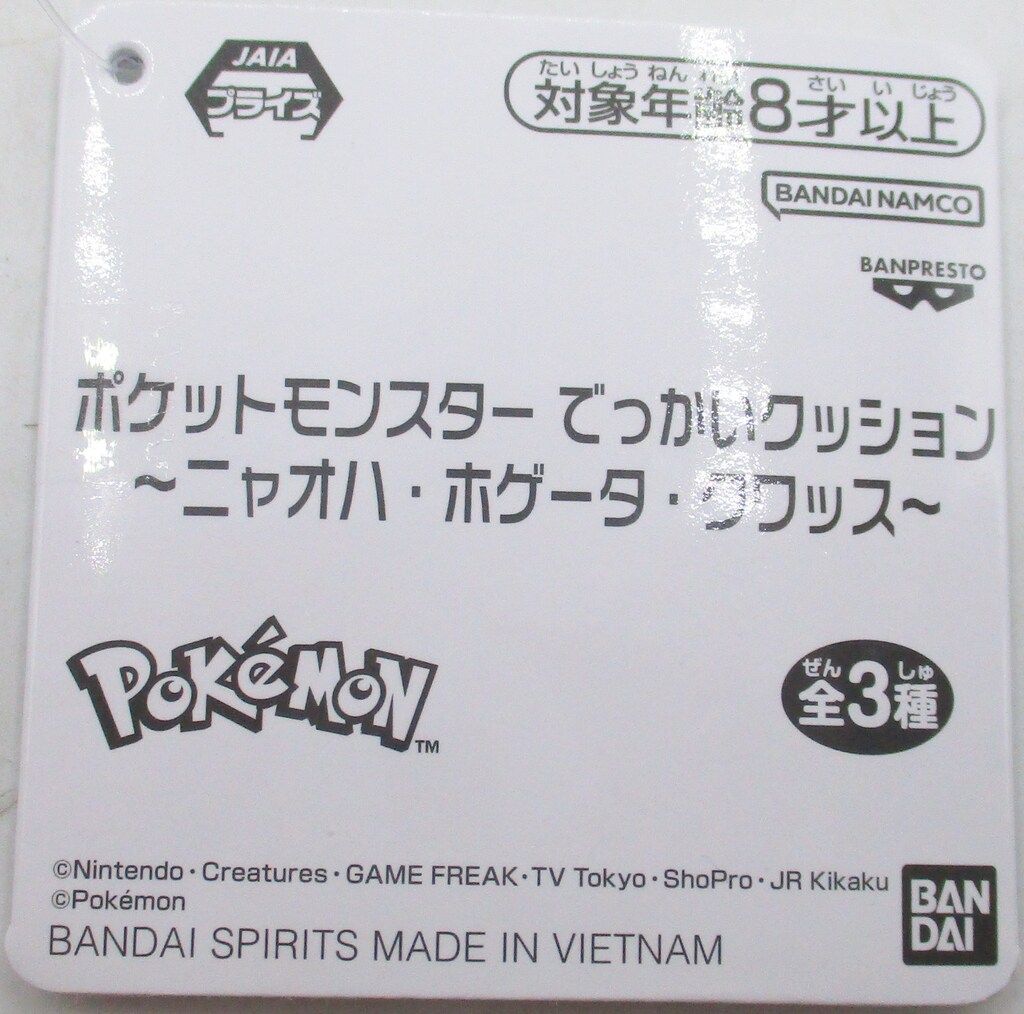 JAIA
プライズ
たいしょうねんれい さいいじょう
対象年齢8才以上
BANDAI NAMCO
BANPRESTO
ポケットモンスター でっかいクッション
~ニャオハ・ホゲータ・クワッス~
POKéMON™
ぜん しゅ
全3種
©Nintendo・Creatures・GAME FREAK・TV Tokyo・ShoPro・JR Kikaku
©Pokémon
BANDAI SPIRITS MADE IN VIETNAM
BAN
DAI